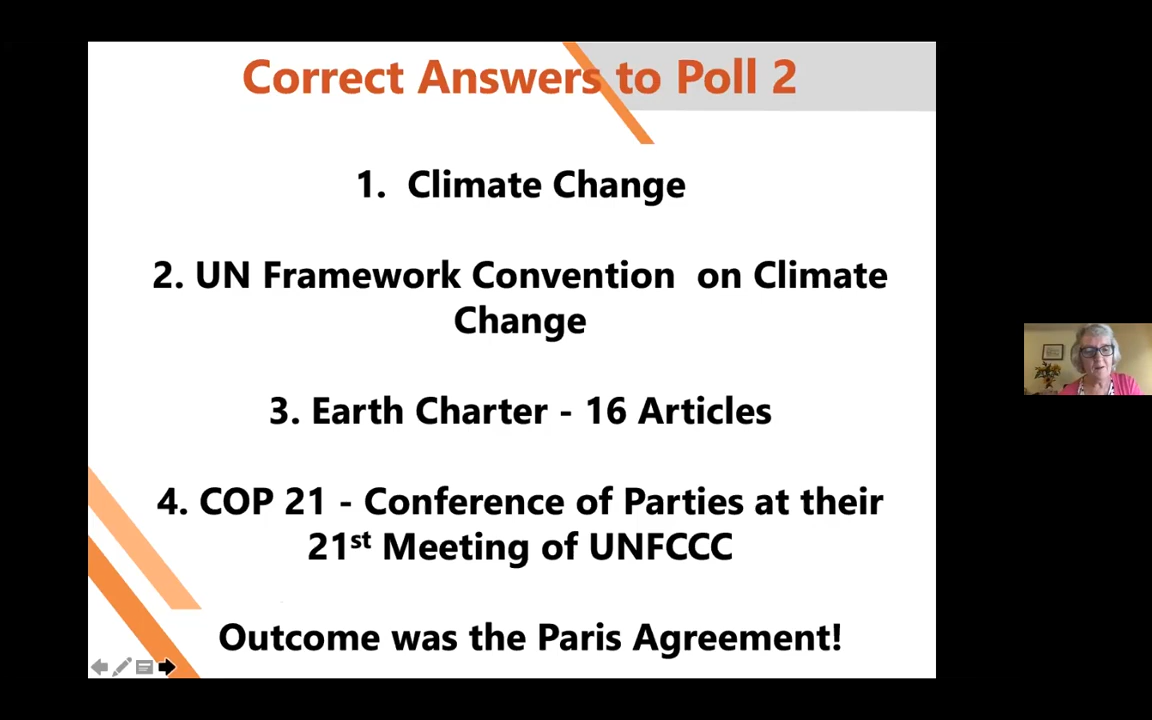 Correct Answers to Poll 2
1. Climate Change
2. UN Framework Convention on Climate
Change
3. Earth Charter - 16 Articles
4. COP 21 - Conference of Parties at their
21st Meeting of UNFCCC
Outcome was the Paris Agreement!